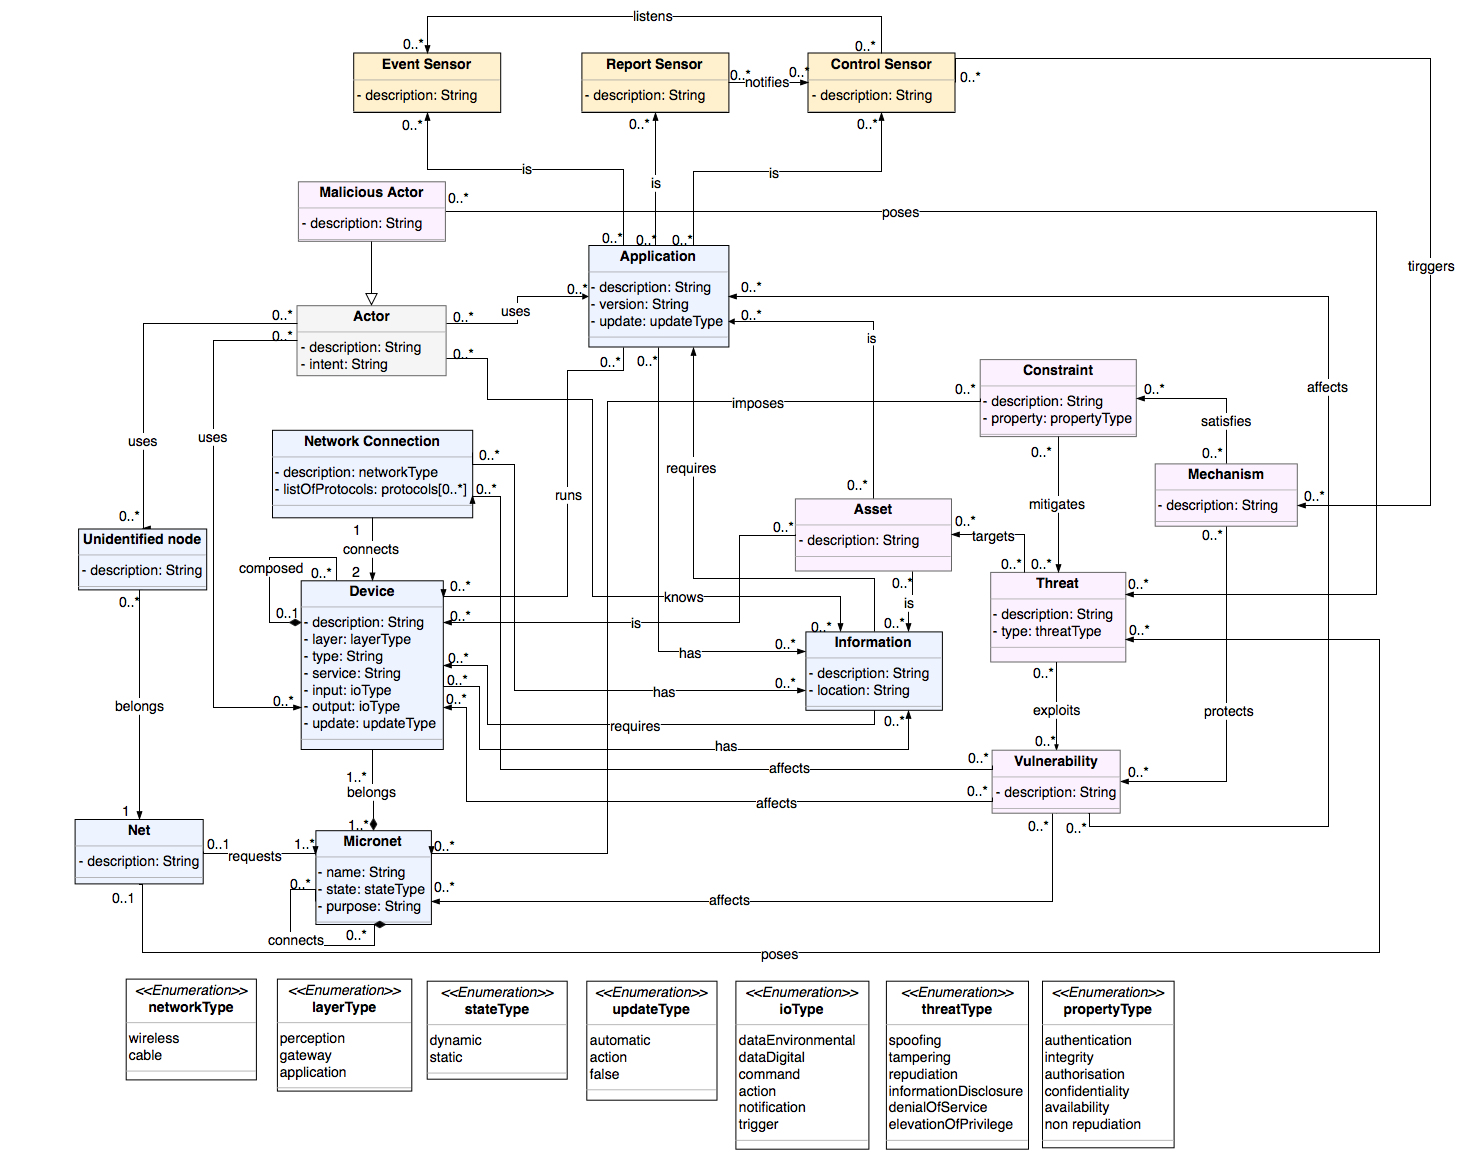 listens
0..*
0..*
Event Sensor
- description: String
Report Sensor
- description: String
0..*
notifies
0..*
Control Sensor
- description: String
0..*
0..*
0..*
0..*
is
is
is
Malicious Actor
- description: String
0..*
poses
0..*
0..*
0..*
tirggers
Application
- description: String
- version: String
- update: updateType
0..*
0..*
0..*
uses
0..*
0..*
0..*
Actor
- description: String
- intent: String
0..*
0..*
is
0..*
0..*
affects
Constraint
- description: String
- property: propertyType
0..*
0..*
imposes
satisfies
uses
uses
Network Connection
- description: networkType
- listOfProtocols: protocols[0..*]
0..*
0..*
requires
0..*
0..*
Mechanism
- description: String
0..*
0..*
runs
0..*
Asset
- description: String
mitigates
0..*
Unidentified node
- description: String
1
connects
2
0..*
0..*
targets
0..*
0..*
composed
0..*
0..1
Device
- description: String
- layer: layerType
- type: String
- service: String
- input: ioType
- output: ioType
- update: updateType
0..*
0..*
0..*
0..*
0..*
0..*
knows
is
0..*
is
0..*
0..*
Threat
- description: String
- type: threatType
0..*
0..*
0..*
Information
- description: String
- location: String
0..*
0..*
0..*
has
has
requires
has
0..*
belongs
exploits
protects
0..*
Vulnerability
- description: String
0..*
0..*
0..*
affects
affects
0..*
0..*
1..*
belongs
1..*
1
Net
- description: String
0..1
requests
1..*
0..1
Micronet
- name: String
- state: stateType
- purpose: String
0..*
0..*
0..*
connects
0..*
affects
poses
<<Enumeration>>
networkType
wireless
cable
<<Enumeration>>
layerType
perception
gateway
application
<<Enumeration>>
stateType
dynamic
static
<<Enumeration>>
updateType
automatic
action
false
<<Enumeration>>
ioType
dataEnvironmental
dataDigital
command
action
notification
trigger
<<Enumeration>>
threatType
spoofing
tampering
repudiation
informationDisclosure
denialOfService
elevationOfPrivilege
<<Enumeration>>
propertyType
authentication
integrity
authorisation
confidentiality
availability
non repudiation